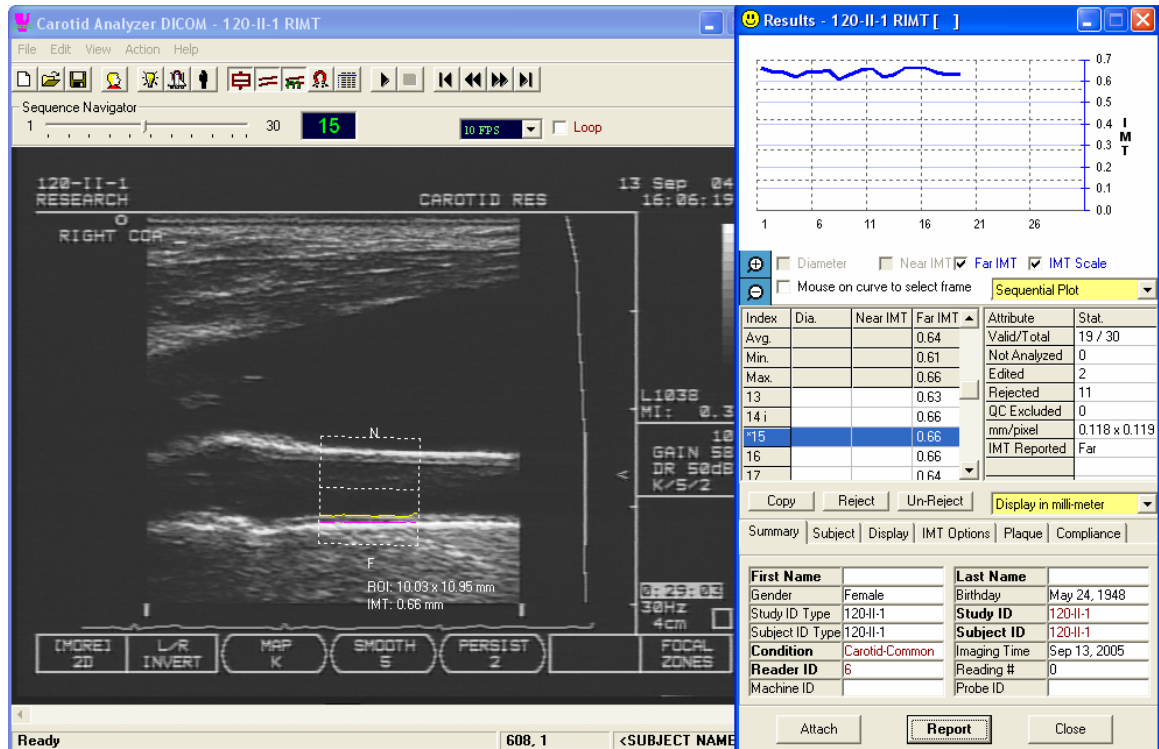 Carotid Analyzer DICOM - 120-II-1 RIMT
File Edit View Action Help
Sequence Navigator
1 30 15 10 FPS Loop
120-II-1
RESEARCH CAROTID RES
13 Sep 04
16:06:19
RIGHT CCA _
L1038
MI: 0.3
10
GAIN 58
DR 50dB
K/5/2
N
F
ROI: 10.03 x 10.95 mm
IMT: 0.66 mm
0:29:03
30Hz
4cm
[MORE] 2D
L/R INVERT
MAP K
SMOOTH 5
PERSIST 2
FOCAL ZONES
Ready 608, 1 <SUBJECT NAME
Results - 120-II-1 RIMT [ ]
0.7
0.6
0.5
0.4
0.3
0.2
0.1
0.0
IMT
1 6 11 16 21 26
Diameter Near IMT Far IMT IMT Scale
Mouse on curve to select frame Sequential Plot
Index Dia. Near IMT Far IMT
Avg. 0.64
Min. 0.61
Max. 0.66
13 0.63
14 i 0.66
*15 0.66
16 0.66
17 0.64
Attribute Stat.
Valid/Total 19 / 30
Not Analyzed 0
Edited 2
Rejected 11
QC Excluded 0
mm/pixel 0.118 x 0.119
IMT Reported Far
Copy Reject Un-Reject Display in milli-meter
Summary Subject Display IMT Options Plaque Compliance
First Name Last Name
Gender Female Birthday May 24, 1948
Study ID Type 120-II-1 Study ID 120-II-1
Subject ID Type 120-II-1 Subject ID 120-II-1
Condition Carotid-Common Imaging Time Sep 13, 2005
Reader ID 6 Reading # 0
Machine ID Probe ID
Attach Report Close